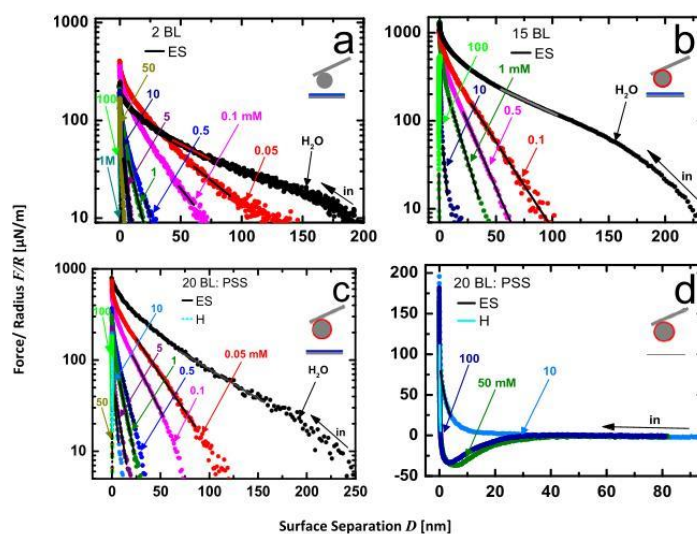 a
2 BL
ES
50
100
10
5
0.5
0.1 mM
1M
1
0.05
H₂O
in
1000
100
10
0 50 100 150 200
b
15 BL
ES
100
1 mM
10
0.5
0.1
H₂O
in
1000
100
10
0 50 100 150 200
c
20 BL: PSS
ES
H
100
10
5
1
0.5
0.05 mM
50
0.1
H₂O
in
1000
100
10
0 50 100 150 200 250
d
20 BL: PSS
ES
H
100
10
50 mM
in
200
150
100
50
0
-50
0 20 40 60 80
Force/ Radius F/R [µN/m]
Surface Separation D [nm]